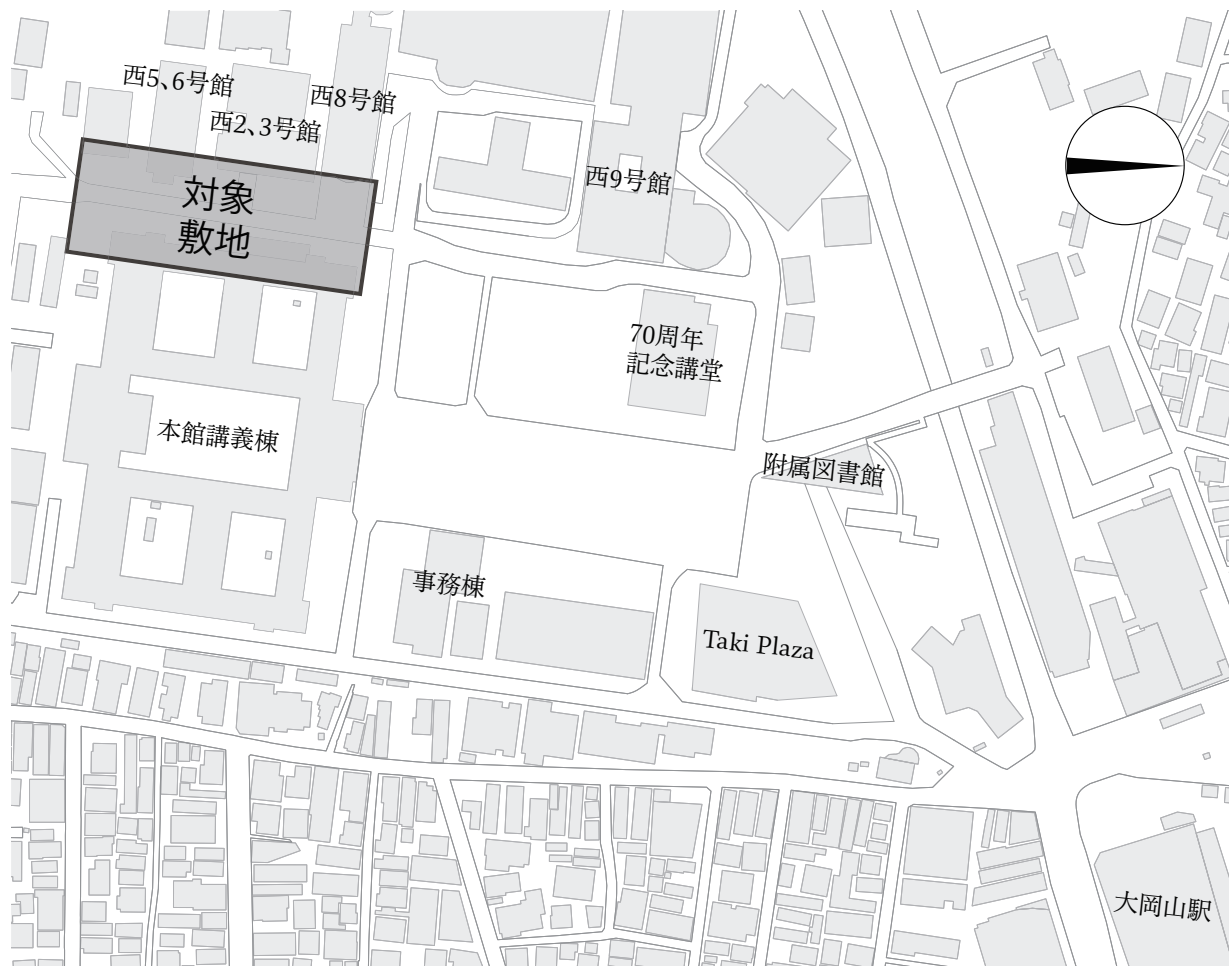 西5、6号館
西8号館
西2、3号館
対象
敷地
西9号館
70周年
記念講堂
本館講義棟
附属図書館
事務棟
Taki Plaza
大岡山駅